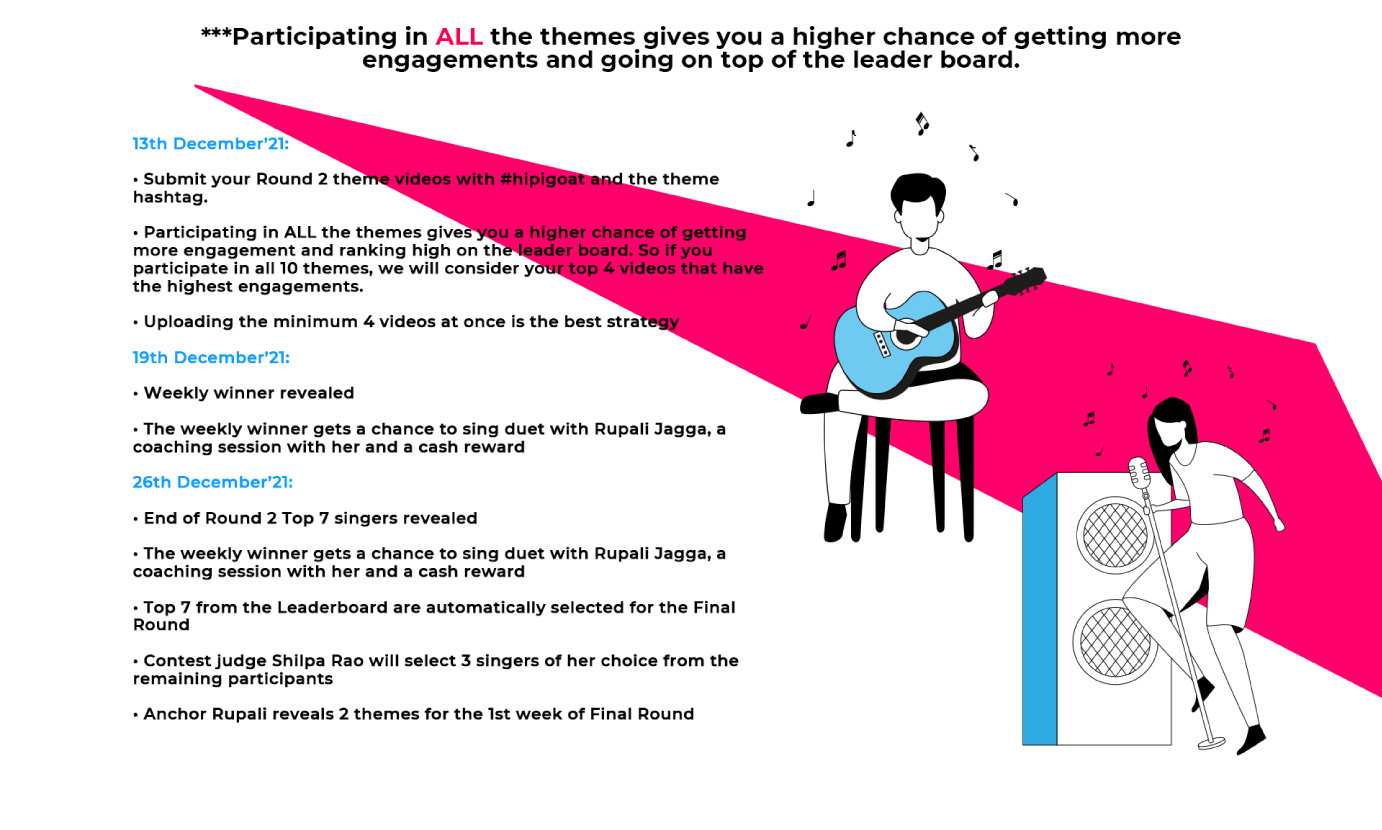 ***Participating in ALL the themes gives you a higher chance of getting more
engagements and going on top of the leader board.
13th December'21:
• Submit your Round 2 theme videos with #hipigoat and the theme
hashtag.
• Participating in ALL the themes gives you a higher chance of getting
more engagement and ranking high on the leader board. So if you
participate in all 10 themes, we will consider your top 4 videos that have
the highest engagements.
• Uploading the minimum 4 videos at once is the best strategy
19th December'21:
• Weekly winner revealed
• The weekly winner gets a chance to sing duet with Rupali Jagga, a
coaching session with her and a cash reward
26th December'21:
• End of Round 2 Top 7 singers revealed
• The weekly winner gets a chance to sing duet with Rupali Jagga, a
coaching session with her and a cash reward
• Top 7 from the Leaderboard are automatically selected for the Final
Round
• Contest judge Shilpa Rao will select 3 singers of her choice from the
remaining participants
• Anchor Rupali reveals 2 themes for the 1st week of Final Round